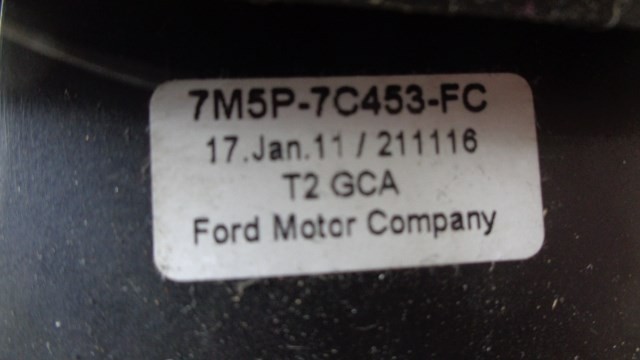 7M5P-7C453-FC
17.Jan.11 / 211116
T2 GCA
Ford Motor Company